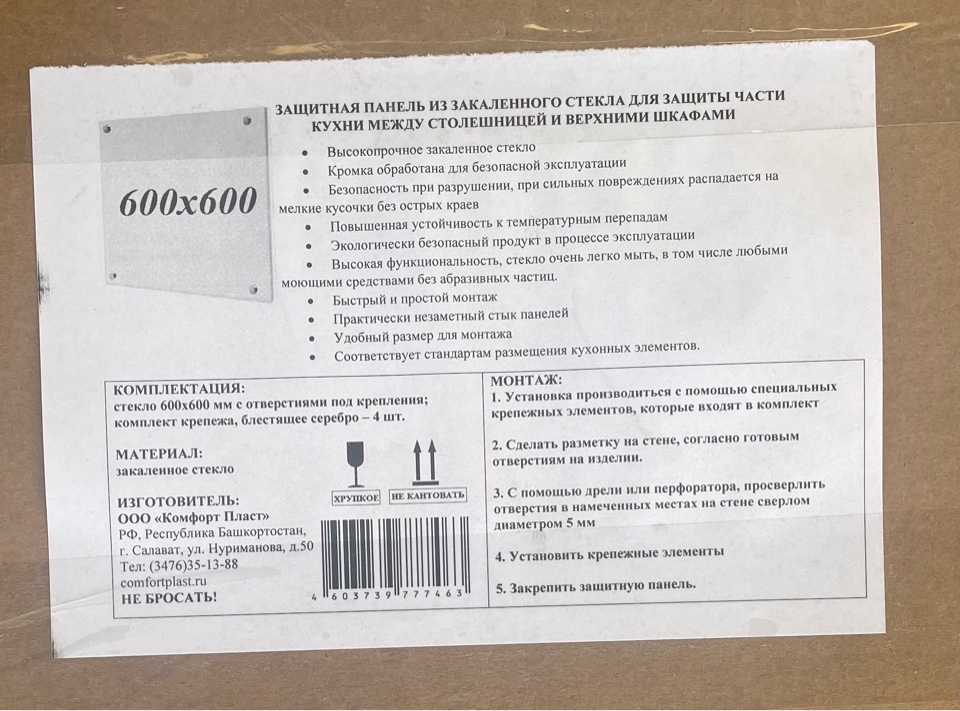 ЗАЩИТНАЯ ПАНЕЛЬ ИЗ ЗАКАЛЕННОГО СТЕКЛА ДЛЯ ЗАЩИТЫ ЧАСТИ
КУХНИ МЕЖДУ СТОЛЕШНИЦЕЙ И ВЕРХНИМИ ШКАФАМИ
600х600
• Высокопрочное закаленное стекло
• Кромка обработана для безопасной эксплуатации
• Безопасность при разрушении, при сильных повреждениях распадается на
мелкие кусочки без острых краев
• Повышенная устойчивость к температурным перепадам
• Экологически безопасный продукт в процессе эксплуатации
• Высокая функциональность, стекло очень легко мыть, в том числе любыми
моющими средствами без абразивных частиц.
• Быстрый и простой монтаж
• Практически незаметный стык панелей
• Удобный размер для монтажа
• Соответствует стандартам размещения кухонных элементов.
КОМПЛЕКТАЦИЯ:
стекло 600х600 мм с отверстиями под крепления;
комплект крепежа, блестящее серебро – 4 шт.
МАТЕРИАЛ:
закаленное стекло
ХРУПКОЕ
НЕ КАНТОВАТЬ
ИЗГОТОВИТЕЛЬ:
ООО «Комфорт Пласт»
РФ, Республика Башкортостан,
г. Салават, ул. Нуриманова, д.50
Тел: (3476)35-13-88
comfortplast.ru
НЕ БРОСАТЬ!
4 603739 777463
МОНТАЖ:
1. Установка производиться с помощью специальных
крепежных элементов, которые входят в комплект
2. Сделать разметку на стене, согласно готовым
отверстиям на изделии.
3. С помощью дрели или перфоратора, просверлить
отверстия в намеченных местах на стене сверлом
диаметром 5 мм
4. Установить крепежные элементы
5. Закрепить защитную панель.